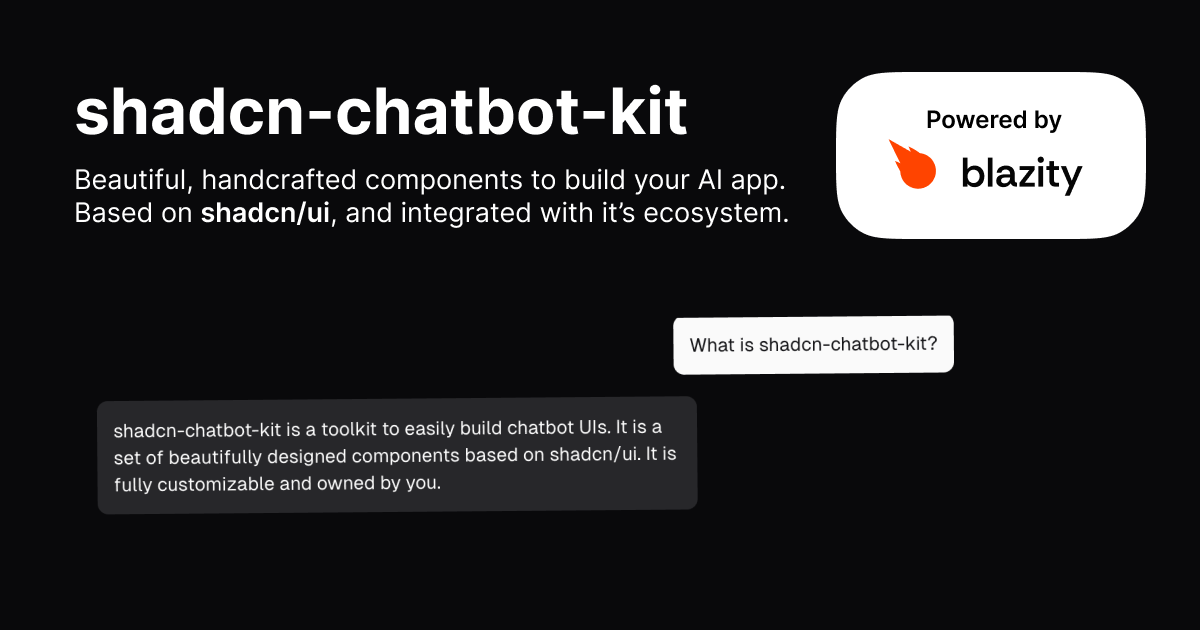 shadcn-chatbot-kit
Beautiful, handcrafted components to build your AI app.
Based on shadcn/ui, and integrated with it’s ecosystem.
Powered by
blazity
What is shadcn-chatbot-kit?
shadcn-chatbot-kit is a toolkit to easily build chatbot UIs. It is a
set of beautifully designed components based on shadcn/ui. It is
fully customizable and owned by you.